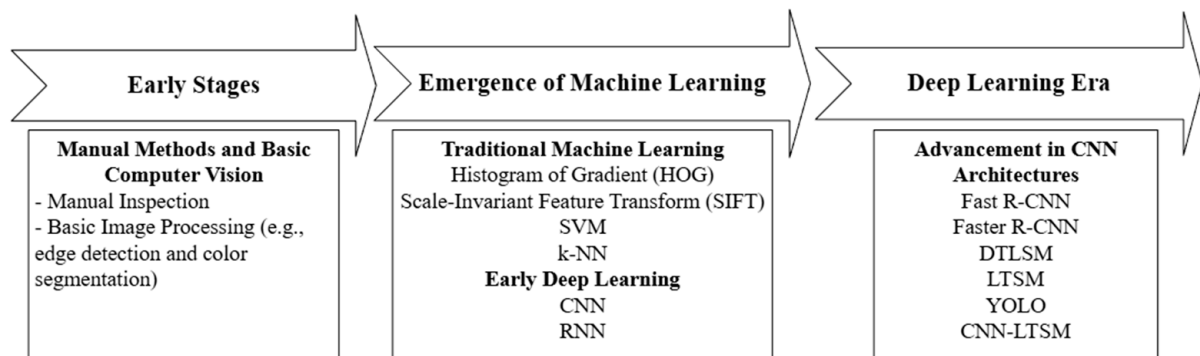 Early Stages
Manual Methods and Basic
Computer Vision
- Manual Inspection
- Basic Image Processing (e.g.,
edge detection and color
segmentation)
Emergence of Machine Learning
Traditional Machine Learning
Histogram of Gradient (HOG)
Scale-Invariant Feature Transform (SIFT)
SVM
k-NN
Early Deep Learning
CNN
RNN
Deep Learning Era
Advancement in CNN
Architectures
Fast R-CNN
Faster R-CNN
DTLSM
LTSM
YOLO
CNN-LTSM